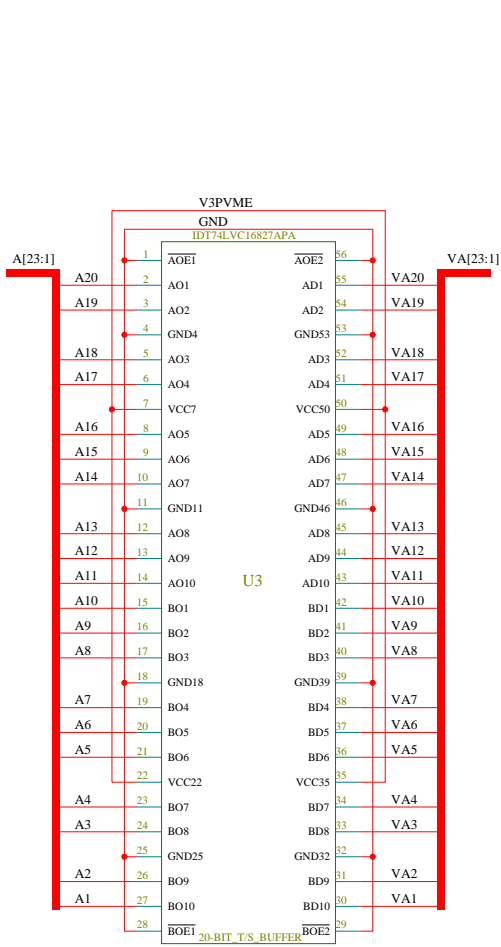 V3PVME
GND
IDT74LVC16827APA
A[23:1] VA[23:1]
1 AOE1 AOE2 56
A20 2 AO1 AD1 55 VA20
A19 3 AO2 AD2 54 VA19
4 GND4 GND53 53
A18 5 AO3 AD3 52 VA18
A17 6 AO4 AD4 51 VA17
7 VCC7 VCC50 50
A16 8 AO5 AD5 49 VA16
A15 9 AO6 AD6 48 VA15
A14 10 AO7 AD7 47 VA14
11 GND11 GND46 46
A13 12 AO8 AD8 45 VA13
A12 13 AO9 AD9 44 VA12
A11 14 AO10 U3 AD10 43 VA11
A10 15 BO1 BD1 42 VA10
A9 16 BO2 BD2 41 VA9
A8 17 BO3 BD3 40 VA8
18 GND18 GND39 39
A7 19 BO4 BD4 38 VA7
A6 20 BO5 BD5 37 VA6
A5 21 BO6 BD6 36 VA5
22 VCC22 VCC35 35
A4 23 BO7 BD7 34 VA4
A3 24 BO8 BD8 33 VA3
25 GND25 GND32 32
A2 26 BO9 BD9 31 VA2
A1 27 BO10 BD10 30 VA1
28 BOE1 BOE2 29
20-BIT_T/S_BUFFER